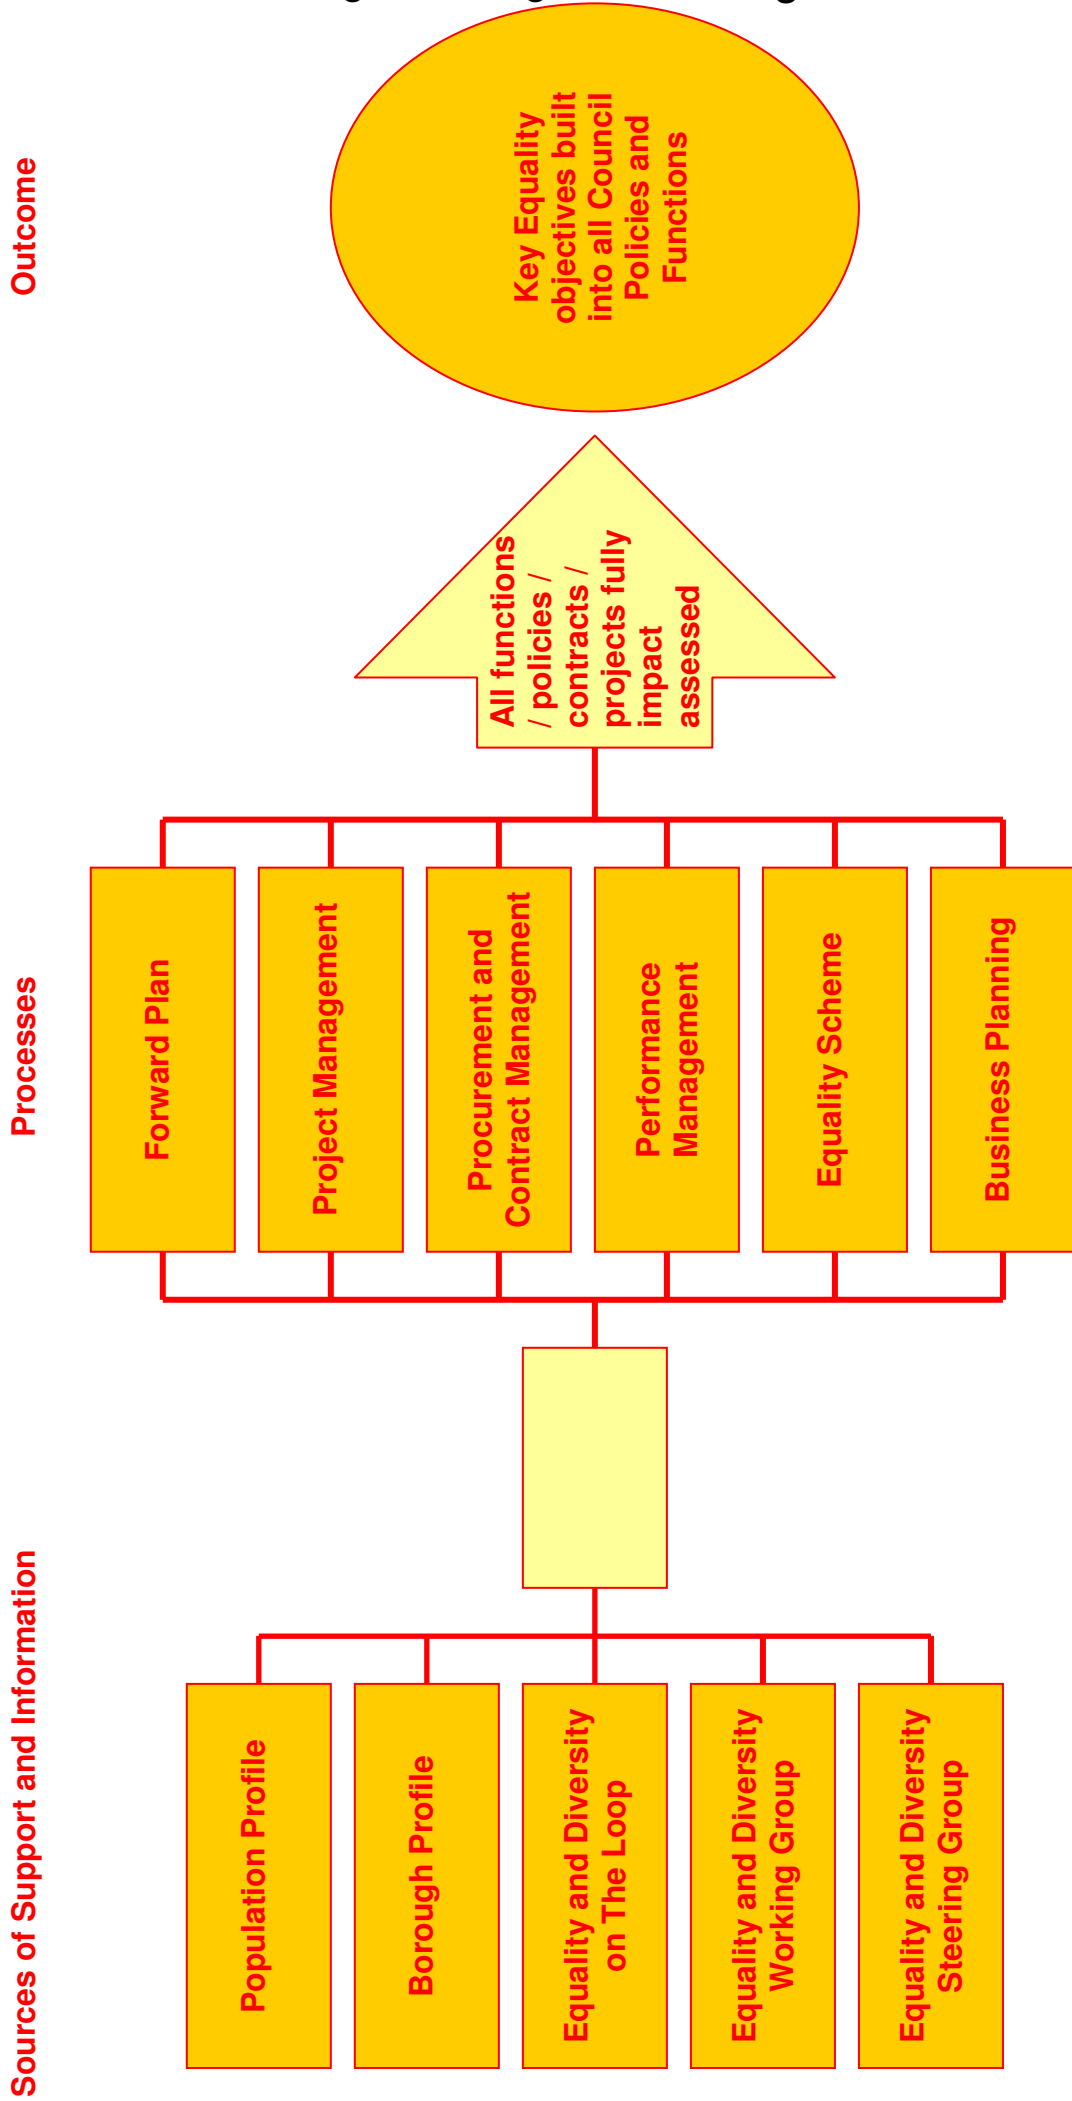 Sources of Support and Information
Processes
Outcome
Population Profile
Borough Profile
Equality and Diversity
on The Loop
Equality and Diversity
Working Group
Equality and Diversity
Steering Group
Forward Plan
Project Management
Procurement and
Contract Management
Performance
Management
Equality Scheme
Business Planning
All functions
/ policies /
contracts /
projects fully
impact
assessed
Key Equality
objectives built
into all Council
Policies and
Functions